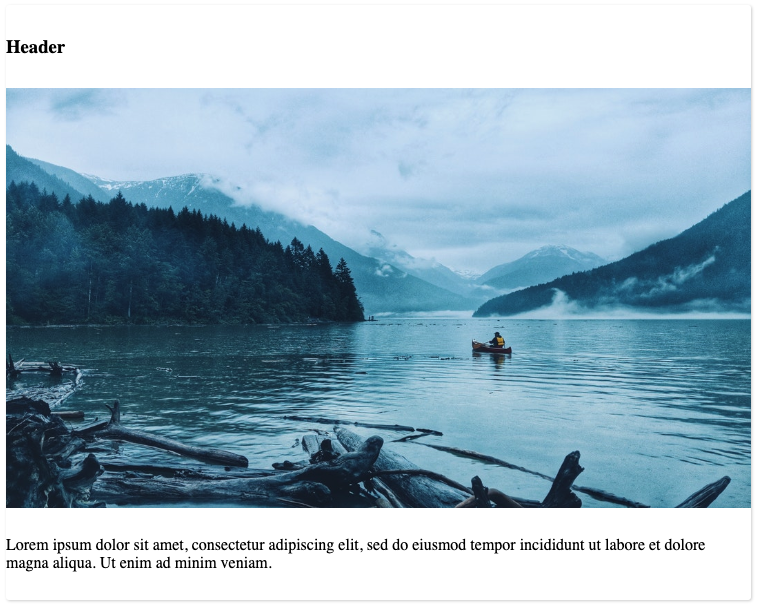 Header
Lorem ipsum dolor sit amet, consectetur adipiscing elit, sed do eiusmod tempor incididunt ut labore et dolore
magna aliqua. Ut enim ad minim veniam.